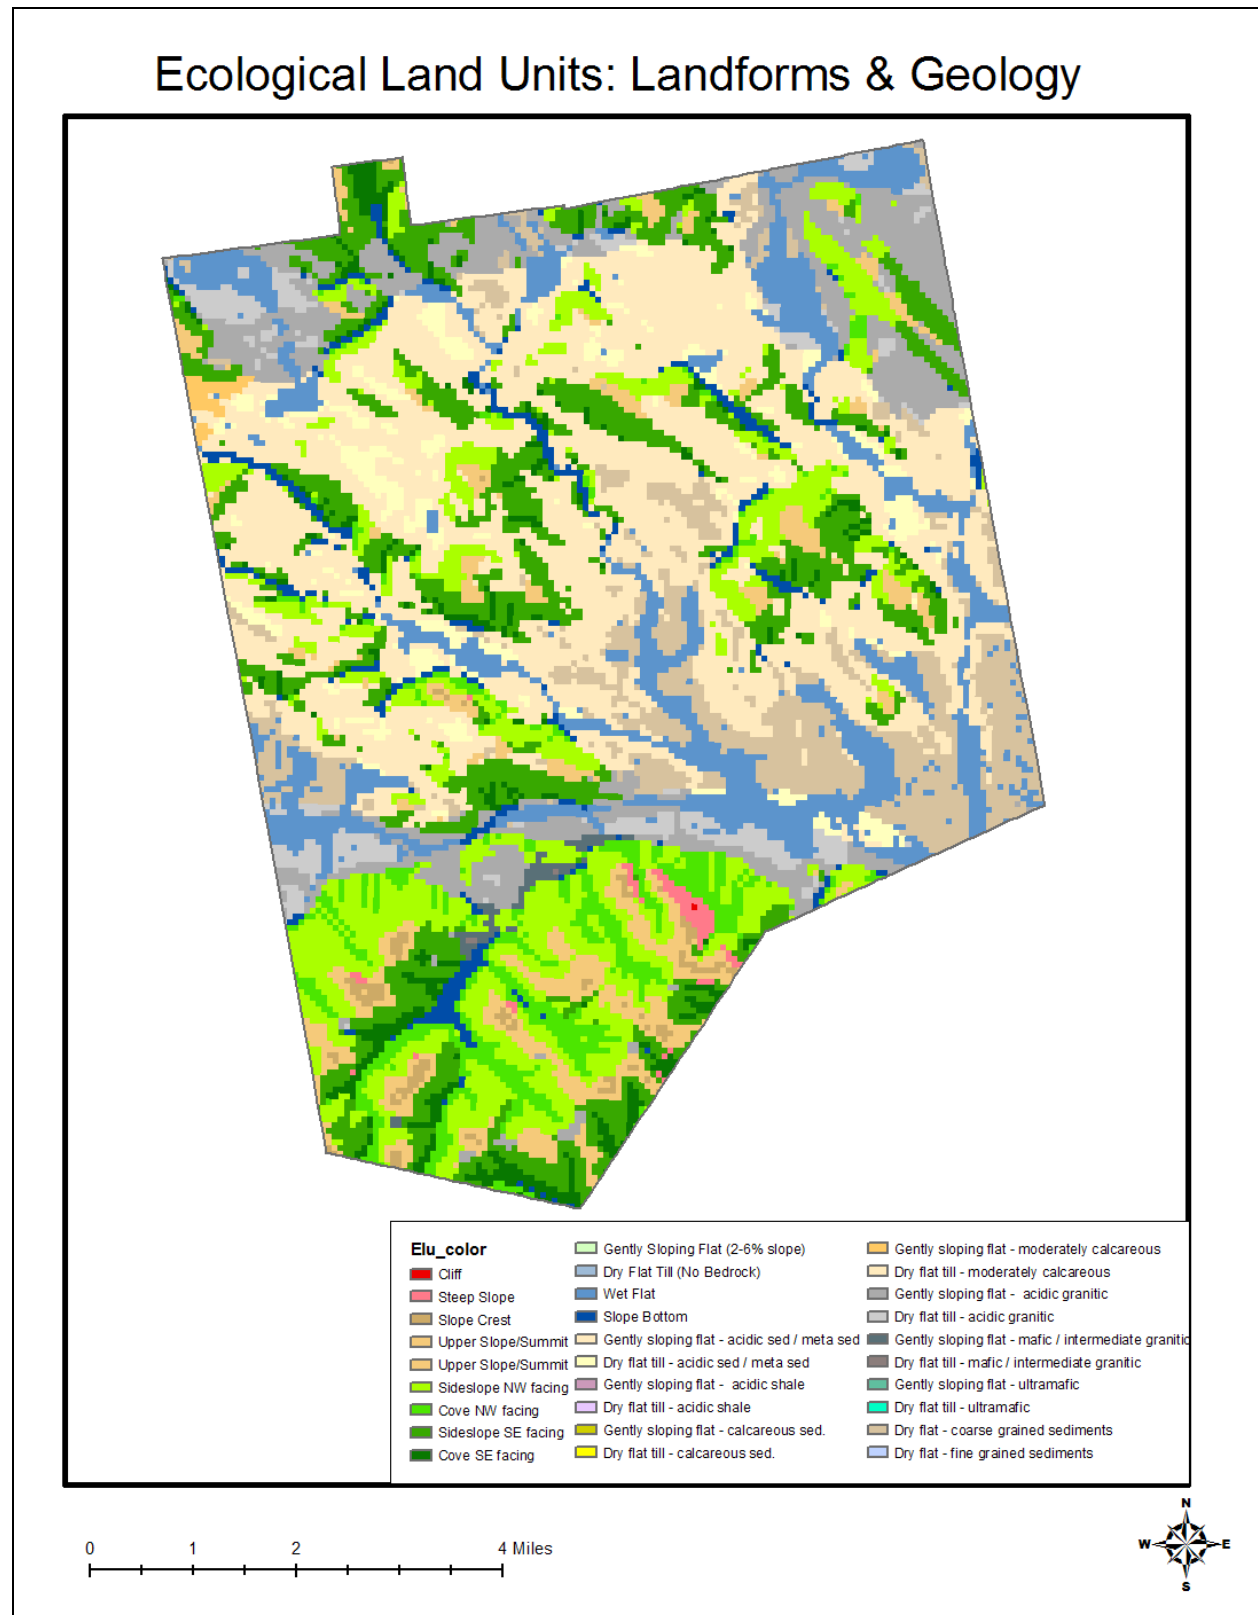 Ecological Land Units: Landforms & Geology
Elu_color
Cliff
Steep Slope
Slope Crest
Upper Slope/Summit
Upper Slope/Summit
Sideslope NW facing
Cove NW facing
Sideslope SE facing
Cove SE facing
Gently Sloping Flat (2-6% slope)
Dry Flat Till (No Bedrock)
Wet Flat
Slope Bottom
Gently sloping flat - acidic sed / meta sed
Dry flat till - acidic sed / meta sed
Gently sloping flat - acidic shale
Dry flat till - acidic shale
Gently sloping flat - calcareous sed.
Dry flat till - calcareous sed.
Gently sloping flat - moderately calcareous
Dry flat till - moderately calcareous
Gently sloping flat - acidic granitic
Dry flat till - acidic granitic
Gently sloping flat - mafic / intermediate granitic
Dry flat till - mafic / intermediate granitic
Gently sloping flat - ultramafic
Dry flat till - ultramafic
Dry flat - coarse grained sediments
Dry flat - fine grained sediments
0 1 2 4 Miles
N
W E
S